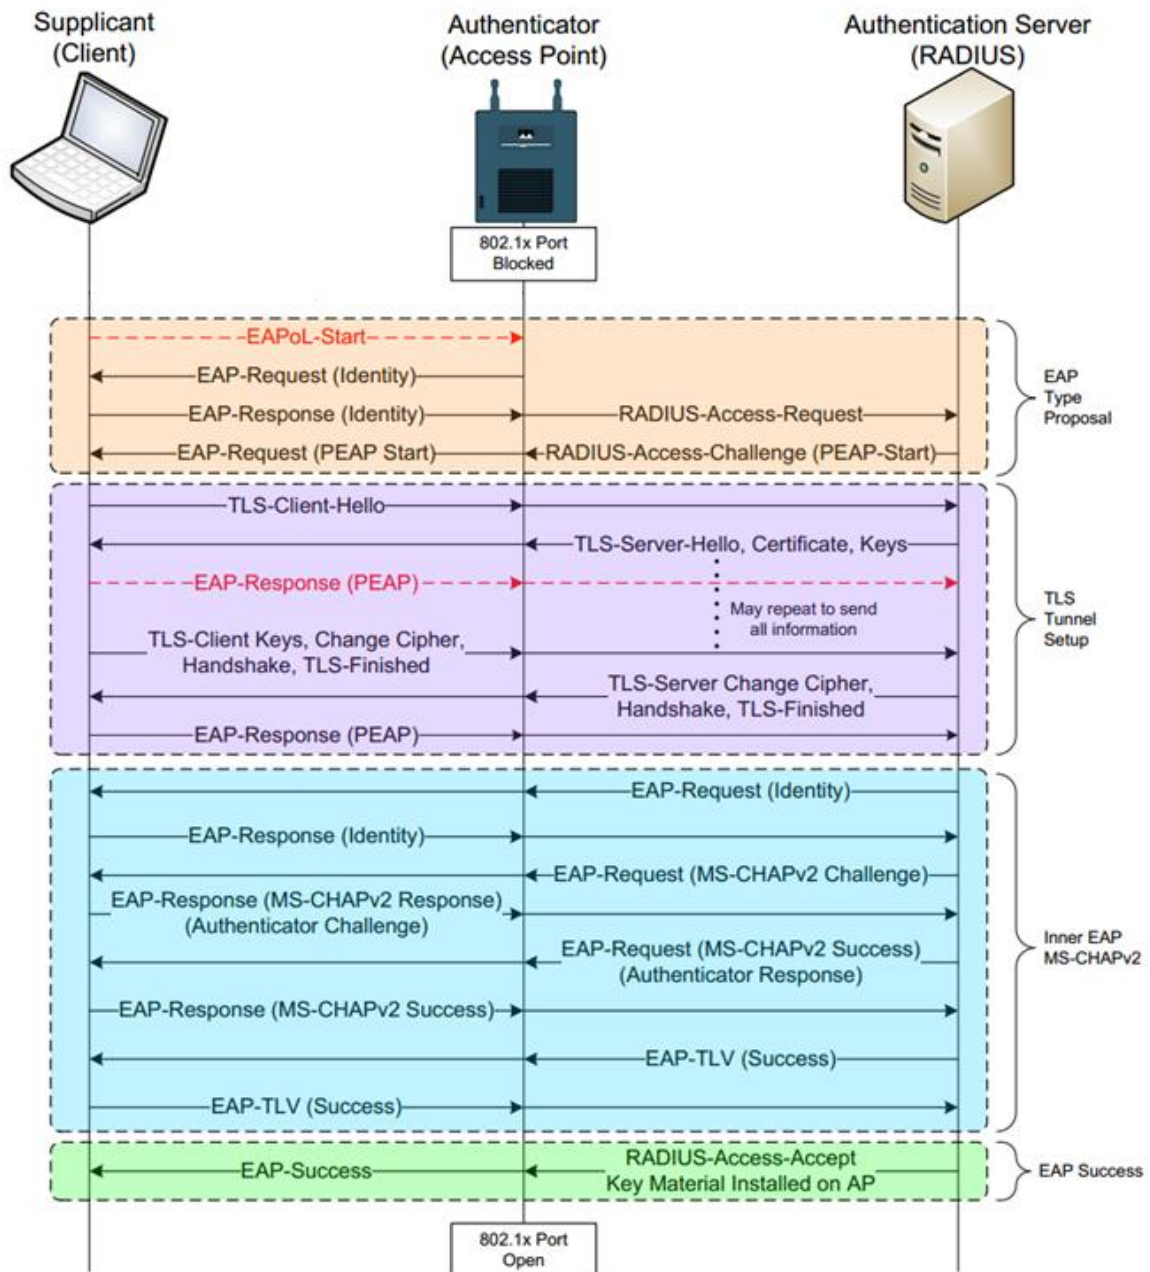 Supplicant
(Client)
Authenticator
(Access Point)
Authentication Server
(RADIUS)
802.1x Port
Blocked
EAPoL-Start
EAP-Request (Identity)
EAP-Response (Identity)
RADIUS-Access-Request
EAP-Request (PEAP Start)
RADIUS-Access-Challenge (PEAP-Start)
EAP
Type
Proposal
TLS-Client-Hello
TLS-Server-Hello, Certificate, Keys
EAP-Response (PEAP)
May repeat to send
all information
TLS-Client Keys, Change Cipher,
Handshake, TLS-Finished
TLS-Server Change Cipher,
Handshake, TLS-Finished
EAP-Response (PEAP)
TLS
Tunnel
Setup
EAP-Request (Identity)
EAP-Response (Identity)
EAP-Request (MS-CHAPv2 Challenge)
EAP-Response (MS-CHAPv2 Response)
(Authenticator Challenge)
EAP-Request (MS-CHAPv2 Success)
(Authenticator Response)
EAP-Response (MS-CHAPv2 Success)
EAP-TLV (Success)
EAP-TLV (Success)
Inner EAP
MS-CHAPv2
EAP-Success
RADIUS-Access-Accept
Key Material Installed on AP
EAP Success
802.1x Port
Open